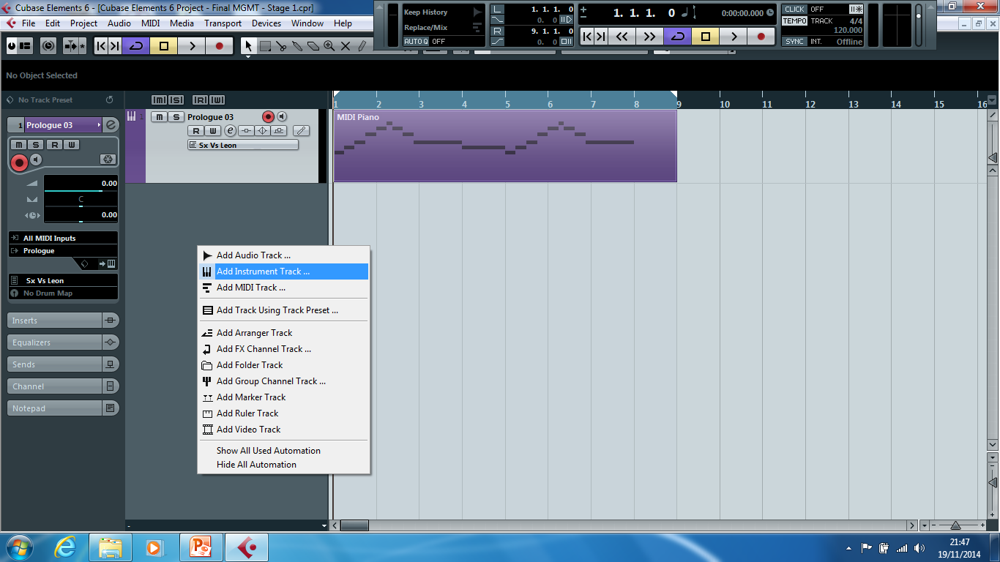 Cubase Elements 6 - [Cubase Elements 6 Project - Final MGMT - Stage 1.cpr]
File Edit Project Audio MIDI Media Transport Devices Window Help
Keep History
Replace/Mix
AUTO Q OFF
L 1. 1. 1. 0
0. 0
R 9. 1. 1. 0
0. 0
1. 1. 1. 0
0:00:00.000
CLICK OFF
TEMPO TRACK 4/4
120.000
SYNC INT. Offline
No Object Selected
No Track Preset
M S R W
1 2 3 4 5 6 7 8 9 10 11 12 13 14 15 16
1 Prologue 03
M S R W
0.00
C
0.00
All MIDI Inputs
Prologue
Sx Vs Leon
No Drum Map
Inserts
Equalizers
Sends
Channel
Notepad
1 M S Prologue 03
R W e
Sx Vs Leon
MIDI Piano
Add Audio Track ...
Add Instrument Track ...
Add MIDI Track ...
Add Track Using Track Preset ...
Add Arranger Track
Add FX Channel Track ...
Add Folder Track
Add Group Channel Track ...
Add Marker Track
Add Ruler Track
Add Video Track
Show All Used Automation
Hide All Automation
21:47
19/11/2014